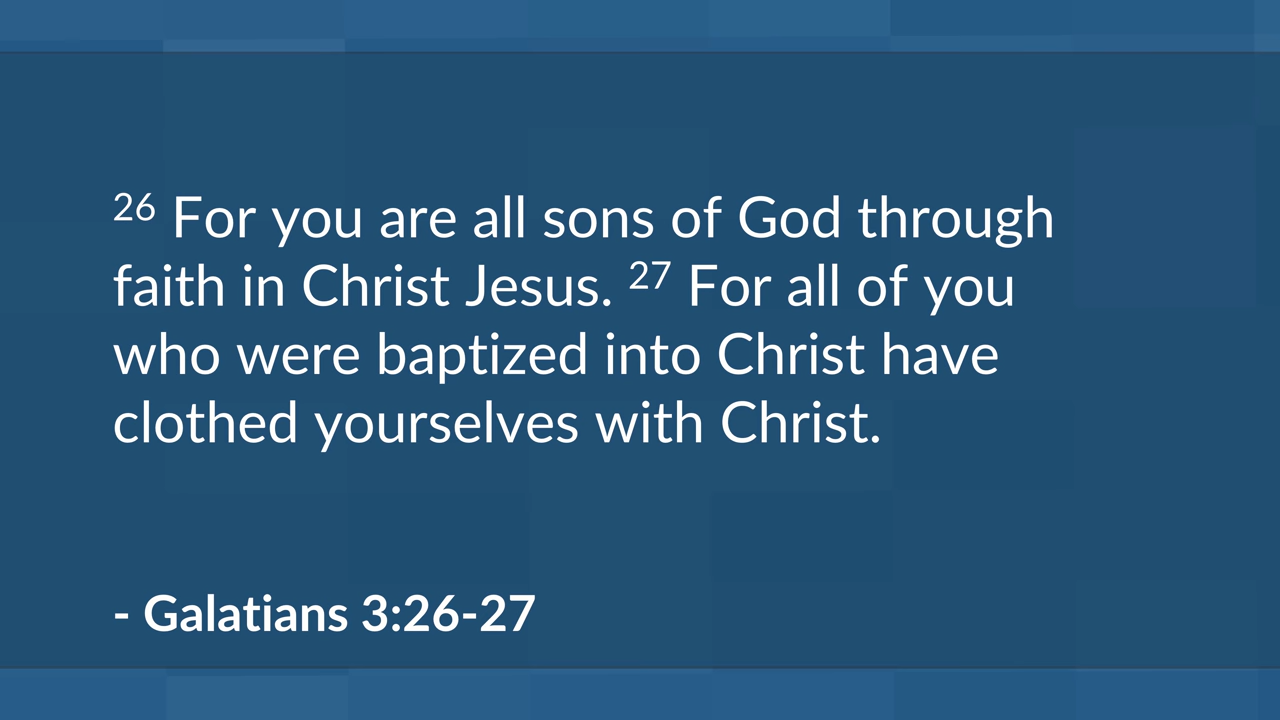 26 For you are all sons of God through
faith in Christ Jesus. 27 For all of you
who were baptized into Christ have
clothed yourselves with Christ.
- Galatians 3:26-27